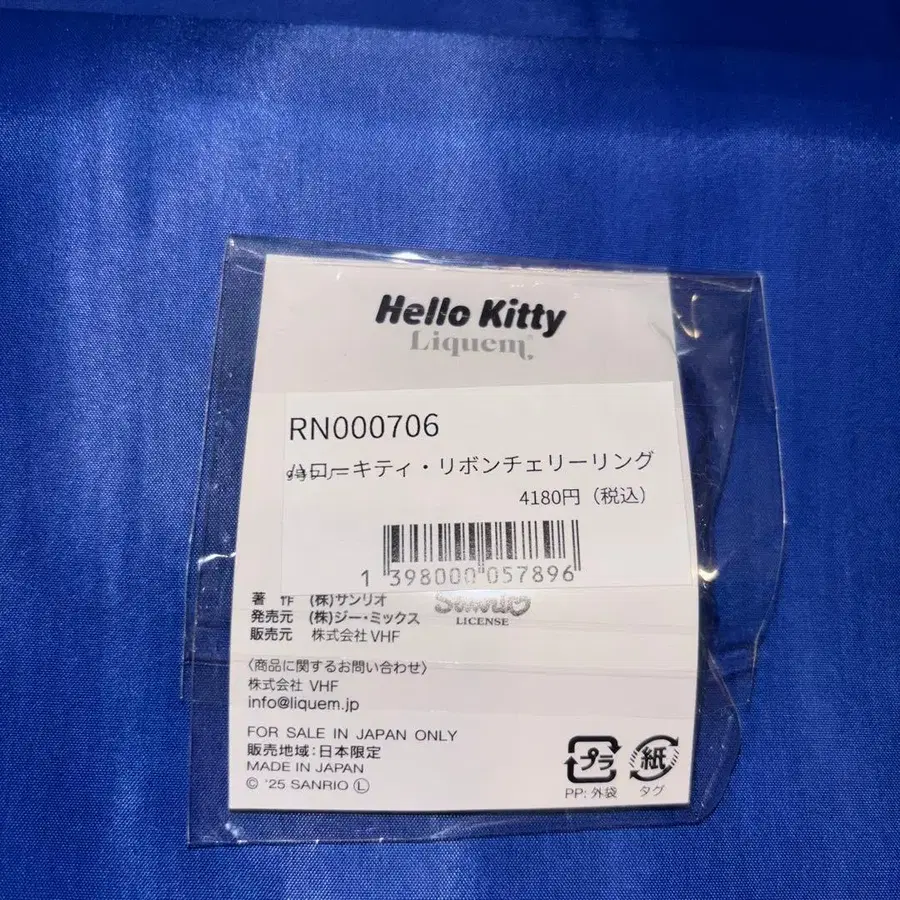 Hello Kitty
Liquem
RN000706
ハローキティ・リボンチェリーリング
4180円（税込）
1 398000 057896
著 作 (株)サンリオ
発売元 (株)ジー・ミックス
販売元 株式会社 VHF
Sanrio
LICENSE
〈商品に関するお問い合わせ〉
株式会社 VHF
info@liquem.jp
FOR SALE IN JAPAN ONLY
販売地域：日本限定
MADE IN JAPAN
© '25 SANRIO Ⓛ
プラ
紙
PP: 外袋
タグ